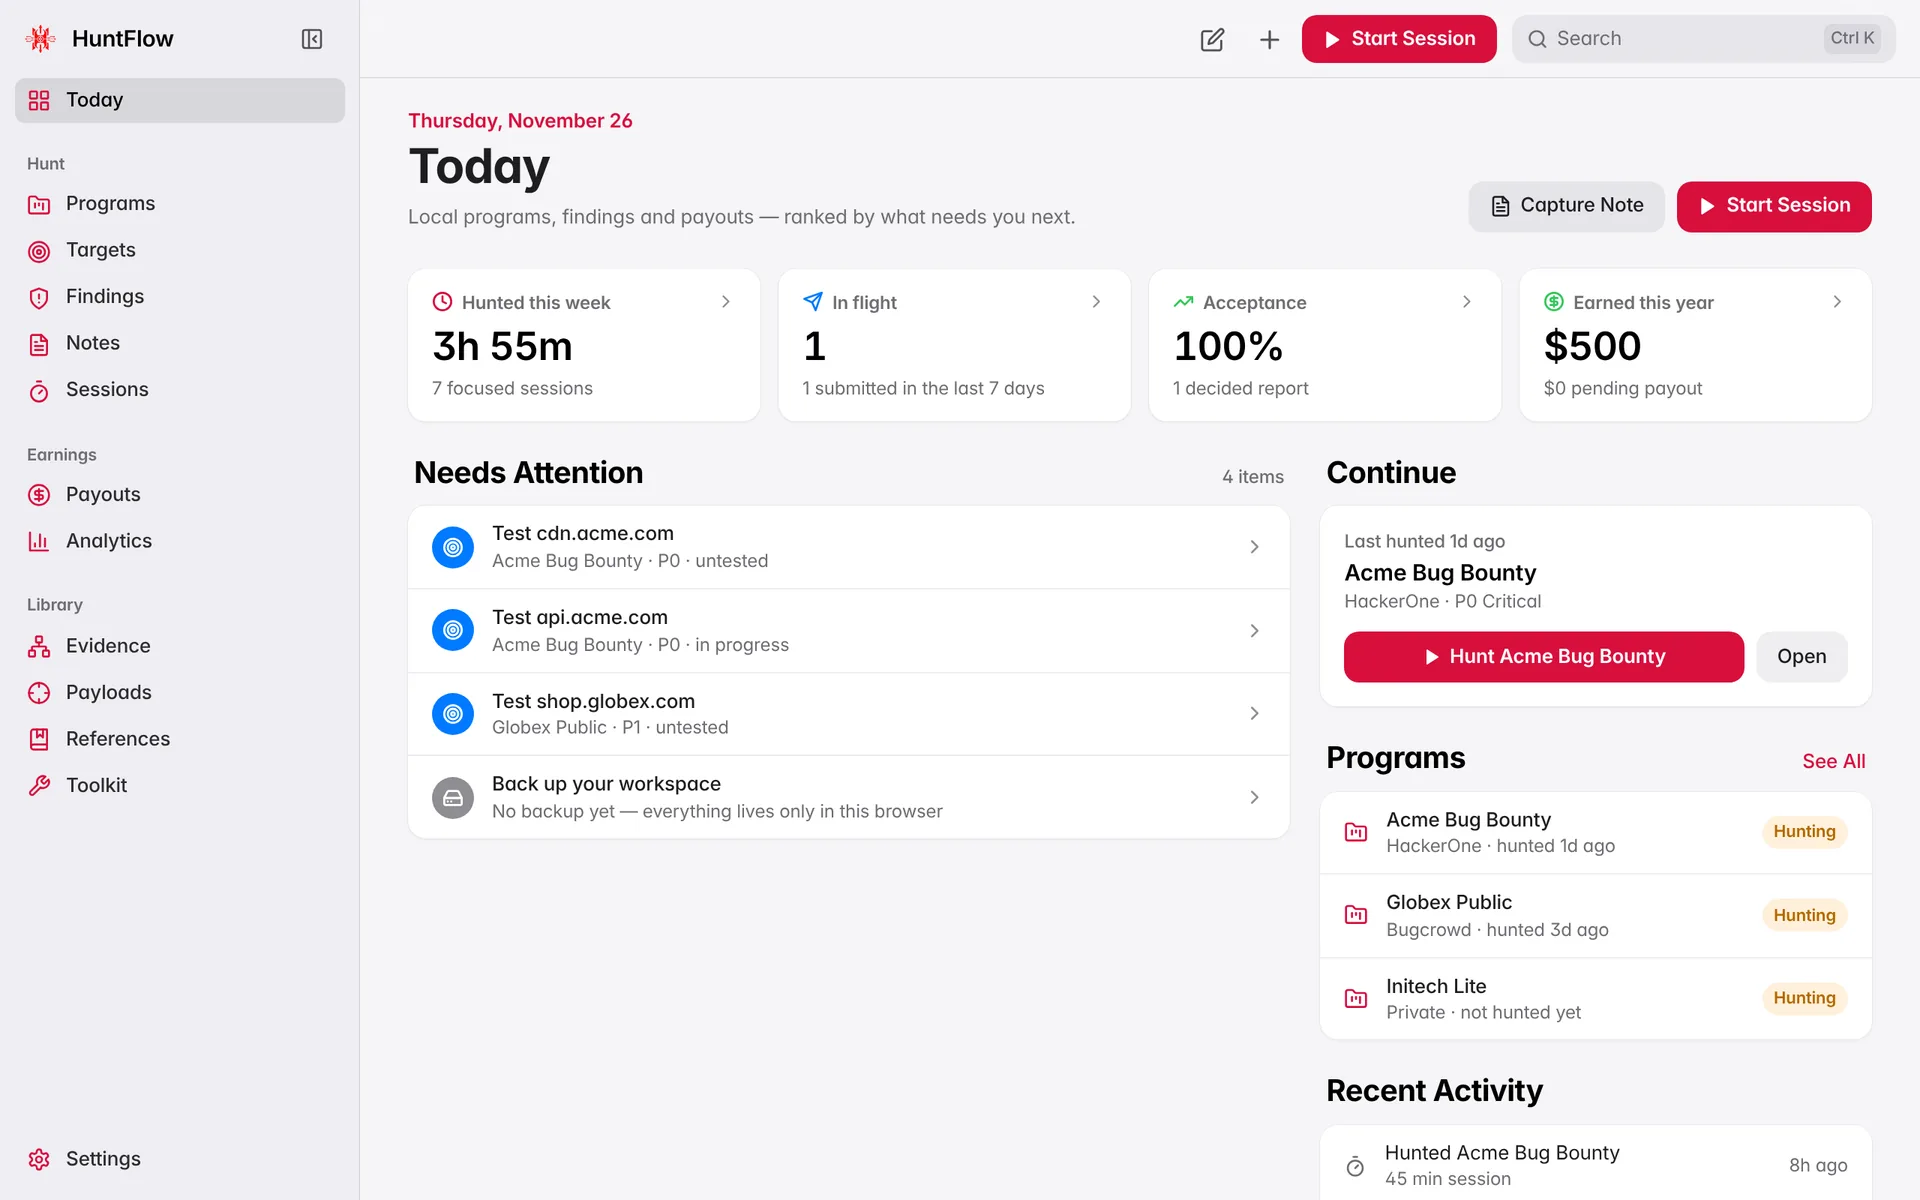 HuntFlow
Today
Hunt
Programs
Targets
Findings
Notes
Sessions
Earnings
Payouts
Analytics
Library
Evidence
Payloads
References
Toolkit
Settings
Start Session
Search
Ctrl K
Thursday, November 26
Today
Local programs, findings and payouts — ranked by what needs you next.
Capture Note
Start Session
Hunted this week
3h 55m
7 focused sessions
In flight
1
1 submitted in the last 7 days
Acceptance
100%
1 decided report
Earned this year
$500
$0 pending payout
Needs Attention
4 items
Test cdn.acme.com
Acme Bug Bounty · P0 · untested
Test api.acme.com
Acme Bug Bounty · P0 · in progress
Test shop.globex.com
Globex Public · P1 · untested
Back up your workspace
No backup yet — everything lives only in this browser
Continue
Last hunted 1d ago
Acme Bug Bounty
HackerOne · P0 Critical
Hunt Acme Bug Bounty
Open
Programs
See All
Acme Bug Bounty
HackerOne · hunted 1d ago
Hunting
Globex Public
Bugcrowd · hunted 3d ago
Hunting
Initech Lite
Private · not hunted yet
Hunting
Recent Activity
Hunted Acme Bug Bounty
45 min session
8h ago